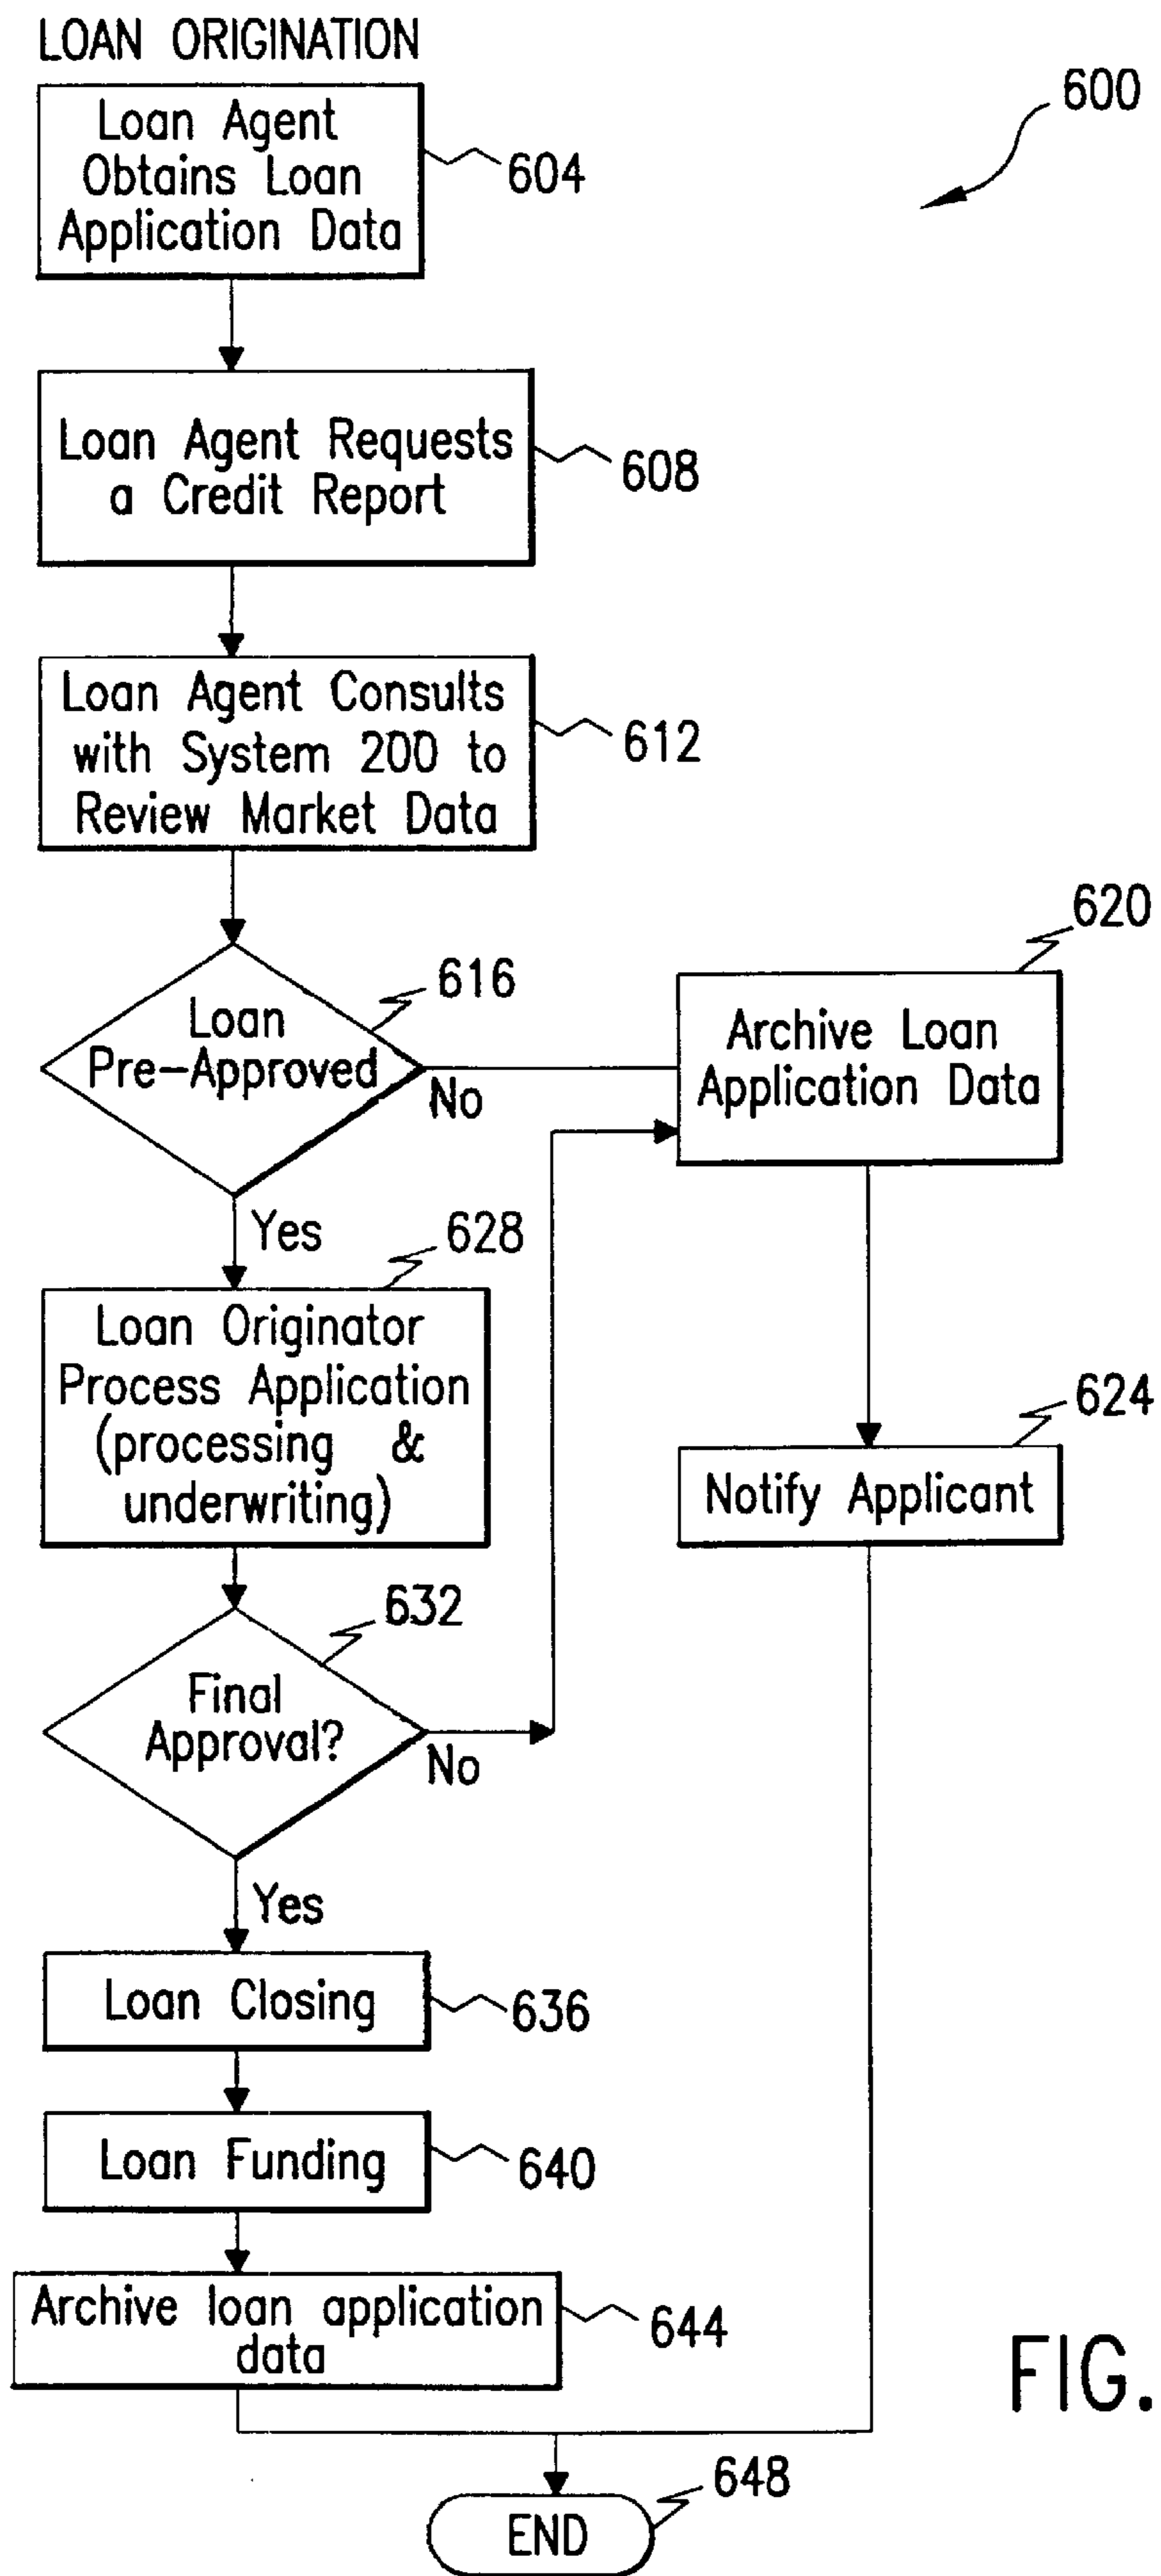 LOAN ORIGINATION
600
Loan Agent
Obtains Loan
Application Data
604
Loan Agent Requests
a Credit Report
608
Loan Agent Consults
with System 200 to
Review Market Data
612
Loan
Pre-Approved
616
No
Yes
620
Archive Loan
Application Data
628
Loan Originator
Process Application
(processing &
underwriting)
624
Notify Applicant
632
Final
Approval?
No
Yes
Loan Closing
636
Loan Funding
640
Archive loan application
data
644
FIG.
648
END